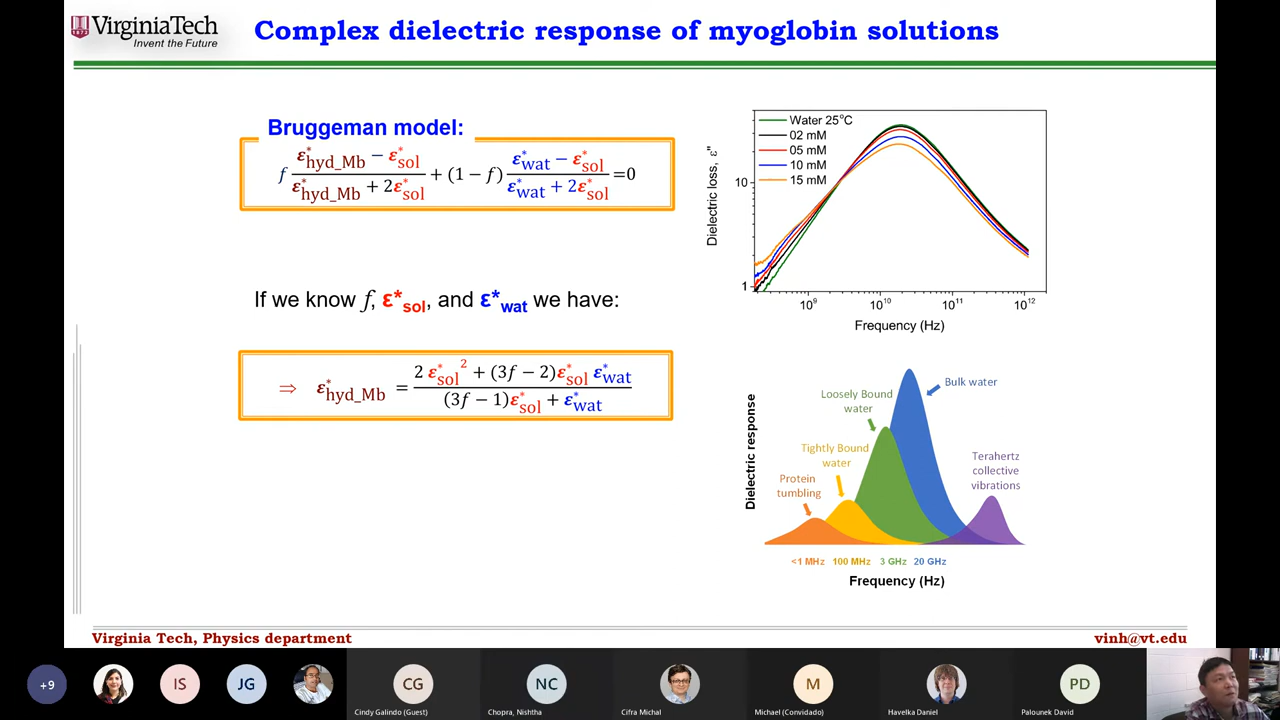 VirginiaTech
Invent the Future
1872
Complex dielectric response of myoglobin solutions
Bruggeman model:
f (ε*hyd_Mb − ε*sol)/(ε*hyd_Mb + 2ε*sol) + (1 − f) (ε*wat − ε*sol)/(ε*wat + 2ε*sol) =0
If we know f, ε*sol, and ε*wat we have:
⇒ ε*hyd_Mb = (2 ε*sol² + (3f − 2)ε*sol ε*wat)/((3f − 1)ε*sol + ε*wat)
Dielectric loss, ε"
10
1
Water 25°C
02 mM
05 mM
10 mM
15 mM
10⁹ 10¹⁰ 10¹¹ 10¹²
Frequency (Hz)
Dielectric response
Bulk water
Loosely Bound
water
Tightly Bound
water
Protein
tumbling
Terahertz
collective
vibrations
<1 MHz 100 MHz 3 GHz 20 GHz
Frequency (Hz)
Virginia Tech, Physics department
vinh@vt.edu
+9
IS
JG
CG
Cindy Galindo (Guest)
NC
Chopra, Nishtha
Cifra Michal
M
Michael (Convidado)
Havelka Daniel
PD
Palounek David